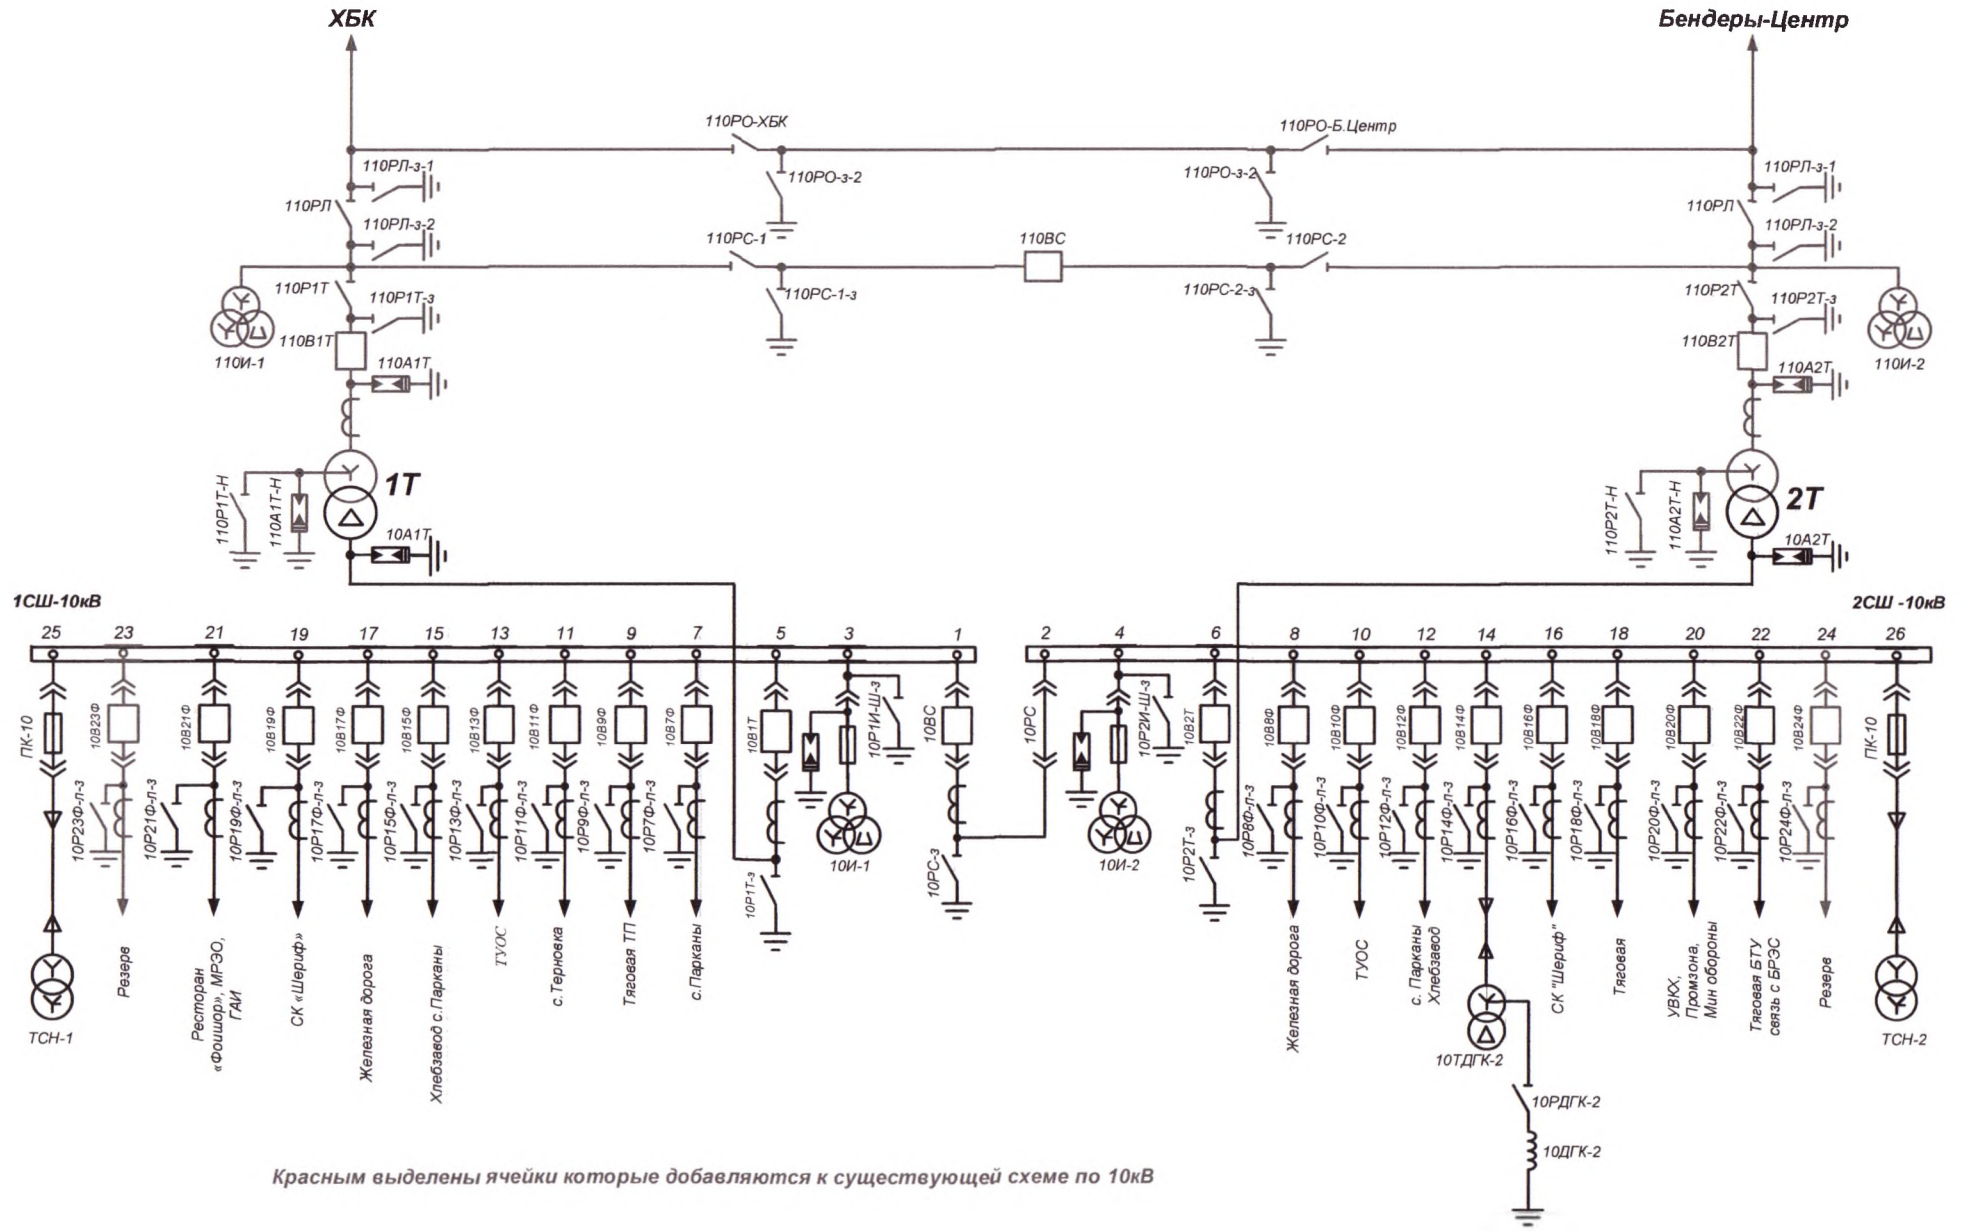 ХБК
Бендеры-Центр
110РО-ХБК
110РО-Б.Центр
110РЛ-з-1
110РО-з-2
110РО-з-2
110РЛ-з-1
110РЛ
110РЛ
110РЛ-з-2
110РС-1
110ВС
110РС-2
110РЛ-з-2
110Р1Т
110Р1Т-з
110РС-1-з
110РС-2-з
110Р2Т
110Р2Т-з
110В1Т
110В2Т
110И-1
110А1Т
110А2Т
110И-2
1Т
2Т
110Р1Т-Н
110А1Т-Н
110Р2Т-Н
110А2Т-Н
10А1Т
10А2Т
1СШ-10кВ
2СШ -10кВ
25 23 21 19 17 15 13 11 9 7 5 3 1 2 4 6 8 10 12 14 16 18 20 22 24 26
ПК-10
10В23Ф
10В21Ф
10В19Ф
10В17Ф
10В15Ф
10В13Ф
10В11Ф
10В9Ф
10В7Ф
10В1Т
10Р1И-Ш-з
10ВС
10РС
10Р2И-Ш-з
10В2Т
10В8Ф
10В10Ф
10В12Ф
10В14Ф
10В16Ф
10В18Ф
10В20Ф
10В22Ф
10В24Ф
ПК-10
10Р23Ф-л-з
10Р21Ф-л-з
10Р19Ф-л-з
10Р17Ф-л-з
10Р15Ф-л-з
10Р13Ф-л-з
10Р11Ф-л-з
10Р9Ф-л-з
10Р7Ф-л-з
10Р1Т-з
10И-1
10РС-з
10И-2
10Р2Т-з
10Р8Ф-л-з
10Р10Ф-л-з
10Р12Ф-л-з
10Р14Ф-л-з
10Р16Ф-л-з
10Р18Ф-л-з
10Р20Ф-л-з
10Р22Ф-л-з
10Р24Ф-л-з
ТСН-1
Резерв
Ресторан
«Фоишор», МРЭО,
ГАИ
СК «Шериф»
Железная дорога
Хлебзавод с.Парканы
ТУОС
с.Терновка
Тяговая ТП
с.Парканы
Железная дорога
ТУОС
с. Парканы
Хлебзавод
10ТДГК-2
СК "Шериф"
Тяговая
УВКХ,
Промзона,
Мин обороны
Тяговая БТУ
связь с БРЭС
Резерв
ТСН-2
10РДГК-2
10ДГК-2
Красным выделены ячейки которые добавляются к существующей схеме по 10кВ